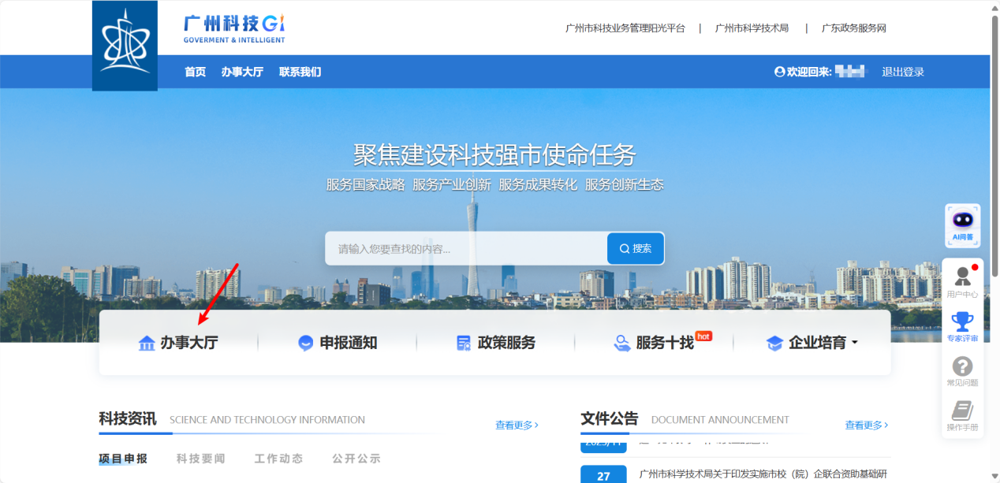 广州科技Gi
GOVERMENT & INTELLIGENT
广州市科技业务管理阳光平台 | 广州市科学技术局 | 广东政务服务网
首页 办事大厅 联系我们
欢迎回来: 退出登录
聚焦建设科技强市使命任务
服务国家战略 服务产业创新 服务成果转化 服务创新生态
请输入您要查找的内容...
搜索
AI问答
用户中心
专家评审
常见问题
操作手册
办事大厅
申报通知
政策服务
服务十找 hot
企业培育
科技资讯 SCIENCE AND TECHNOLOGY INFORMATION 查看更多 >
项目申报 科技要闻 工作动态 公开公示
文件公告 DOCUMENT ANNOUNCEMENT 查看更多 >
27 广州市科学技术局关于印发实施市校（院）企联合资助基础研